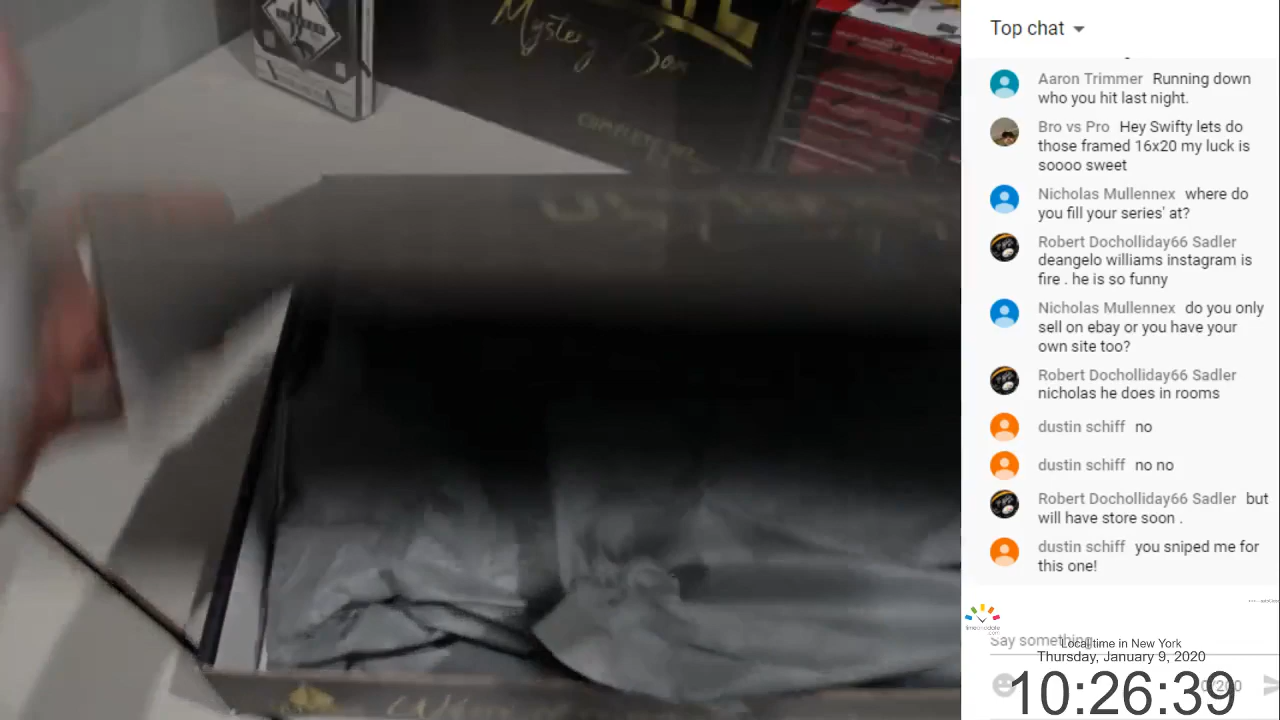 Mystery Box
Top chat
Aaron Trimmer Running down
who you hit last night.
Bro vs Pro Hey Swifty lets do
those framed 16x20 my luck is
soooo sweet
Nicholas Mullennex where do
you fill your series' at?
Robert Docholliday66 Sadler
deangelo williams instagram is
fire . he is so funny
Nicholas Mullennex do you only
sell on ebay or you have your
own site too?
Robert Docholliday66 Sadler
nicholas he does in rooms
dustin schiff no
dustin schiff no no
Robert Docholliday66 Sadler but
will have store soon .
dustin schiff you sniped me for
this one!
Say something...
Local time in New York
Thursday, January 9, 2020
10:26:39
0/200